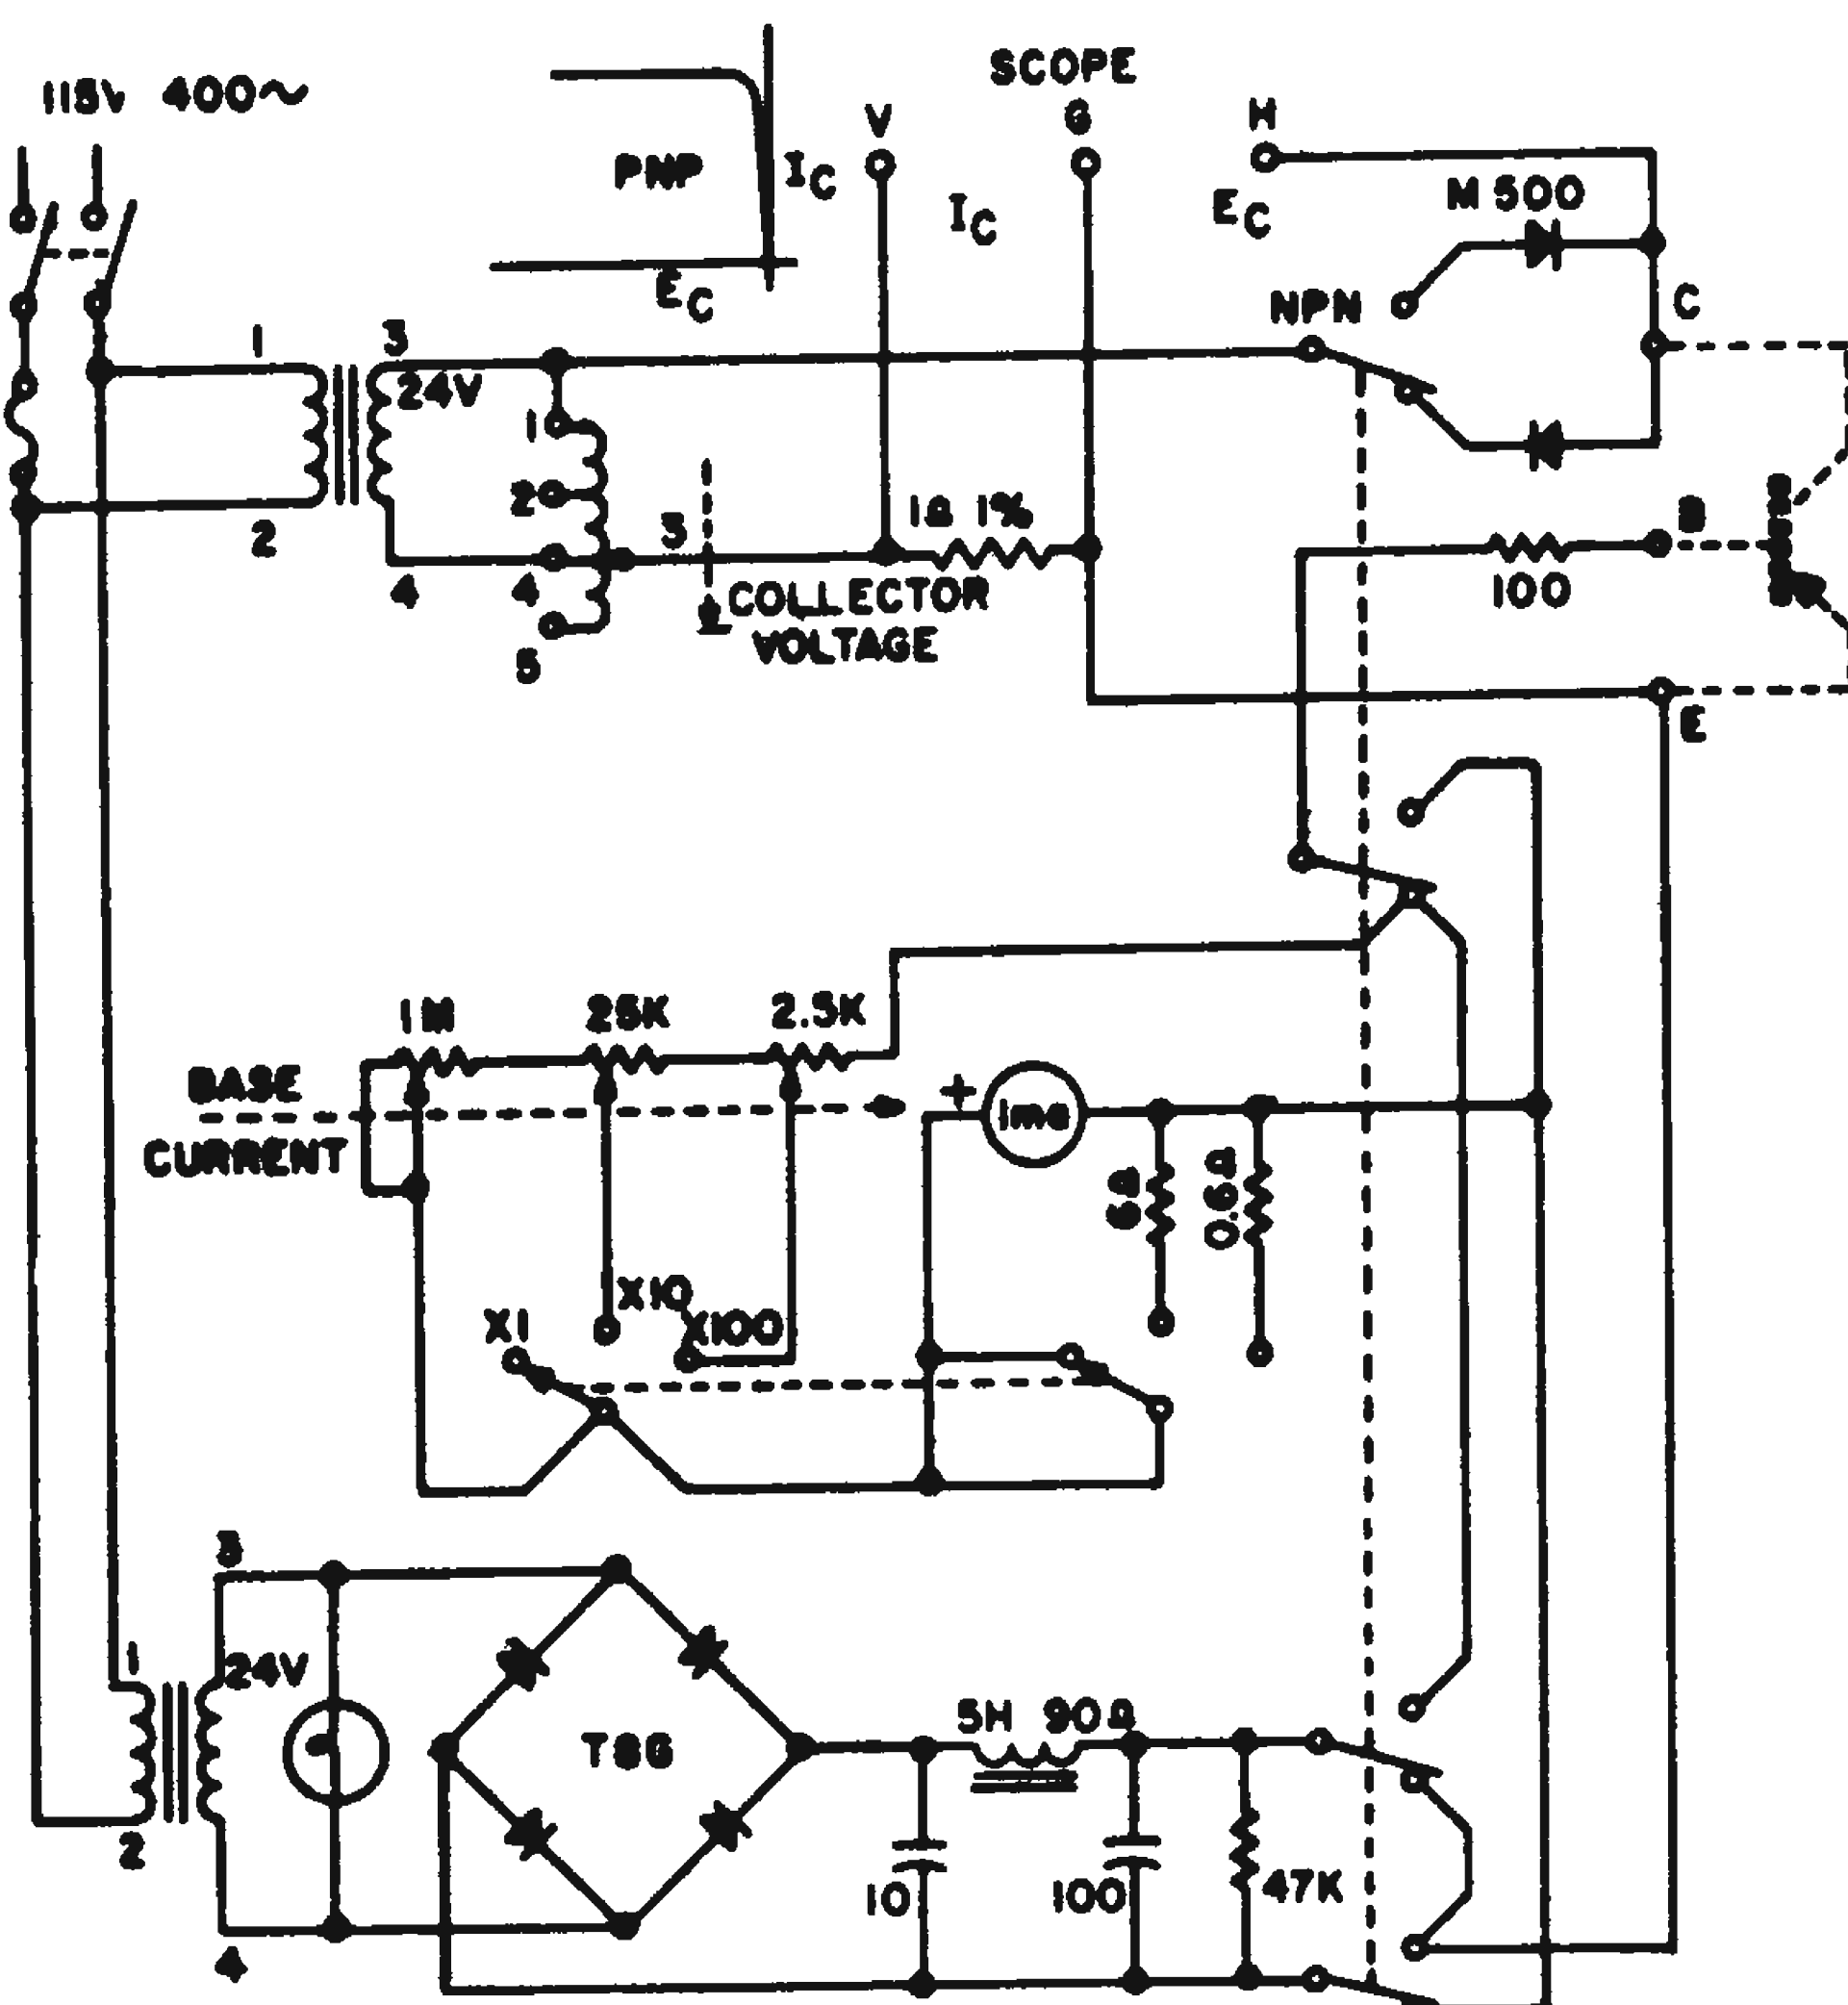 115V 400~
SCOPE
V G H
PNP
IC
IC
EC
EC
M500
NPN
C
1
3
24V
1
2
3
1Ω 1%
B
2
4
4
COLLECTOR
VOLTAGE
100
5
E
1M 25K 2.5K
BASE
CURRENT
+
1ma
6Ω
0.6Ω
X1
X10
X100
3
1
24V
T8G
5H 90Ω
2
10
100
47K
4